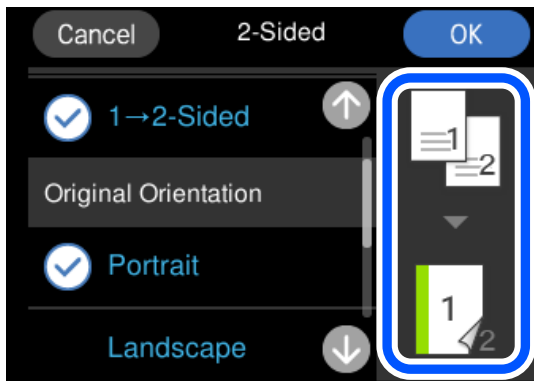 Cancel 2-Sided OK
1→2-Sided
Original Orientation
Portrait
Landscape
1
2
1
2